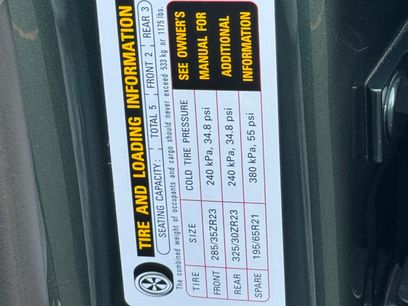 TIRE AND LOADING INFORMATION
SEATING CAPACITY: TOTAL 5 FRONT 2 REAR 3
The combined weight of occupants and cargo should never exceed 533 kg or 1175 lbs.
TIRE SIZE COLD TIRE PRESSURE
FRONT 285/35ZR23 240 kPa, 34.8 psi
REAR 325/30ZR23 240 kPa, 34.8 psi
SPARE 195/65R21 380 kPa, 55 psi
SEE OWNER'S
MANUAL FOR
ADDITIONAL
INFORMATION